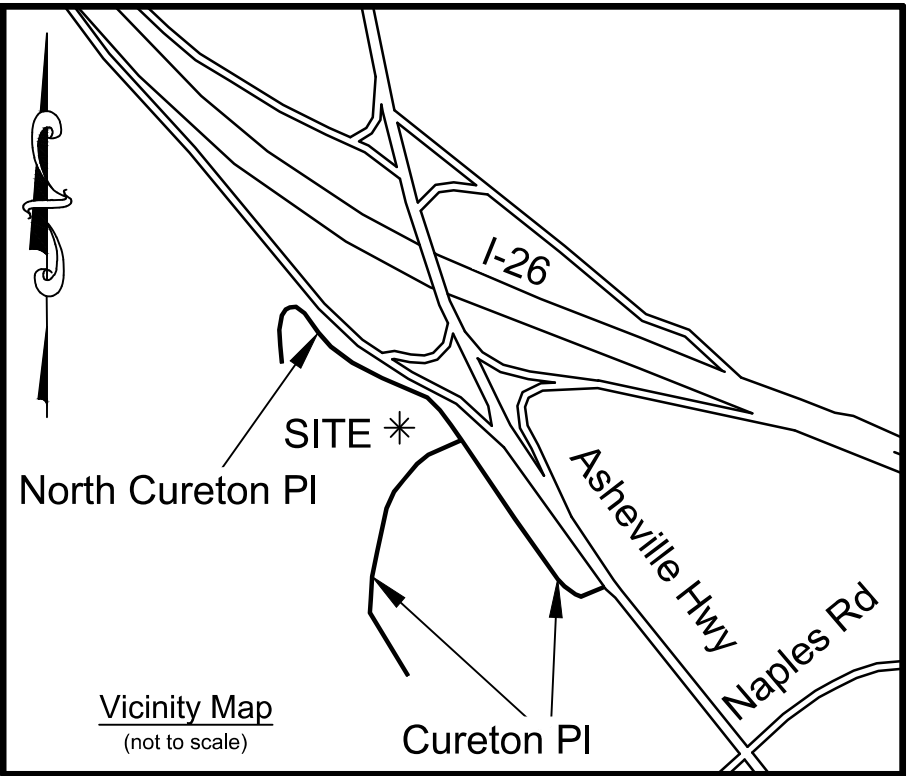 I-26
SITE
North Cureton Pl
Asheville Hwy
Naples Rd
Vicinity Map
(not to scale)
Cureton Pl